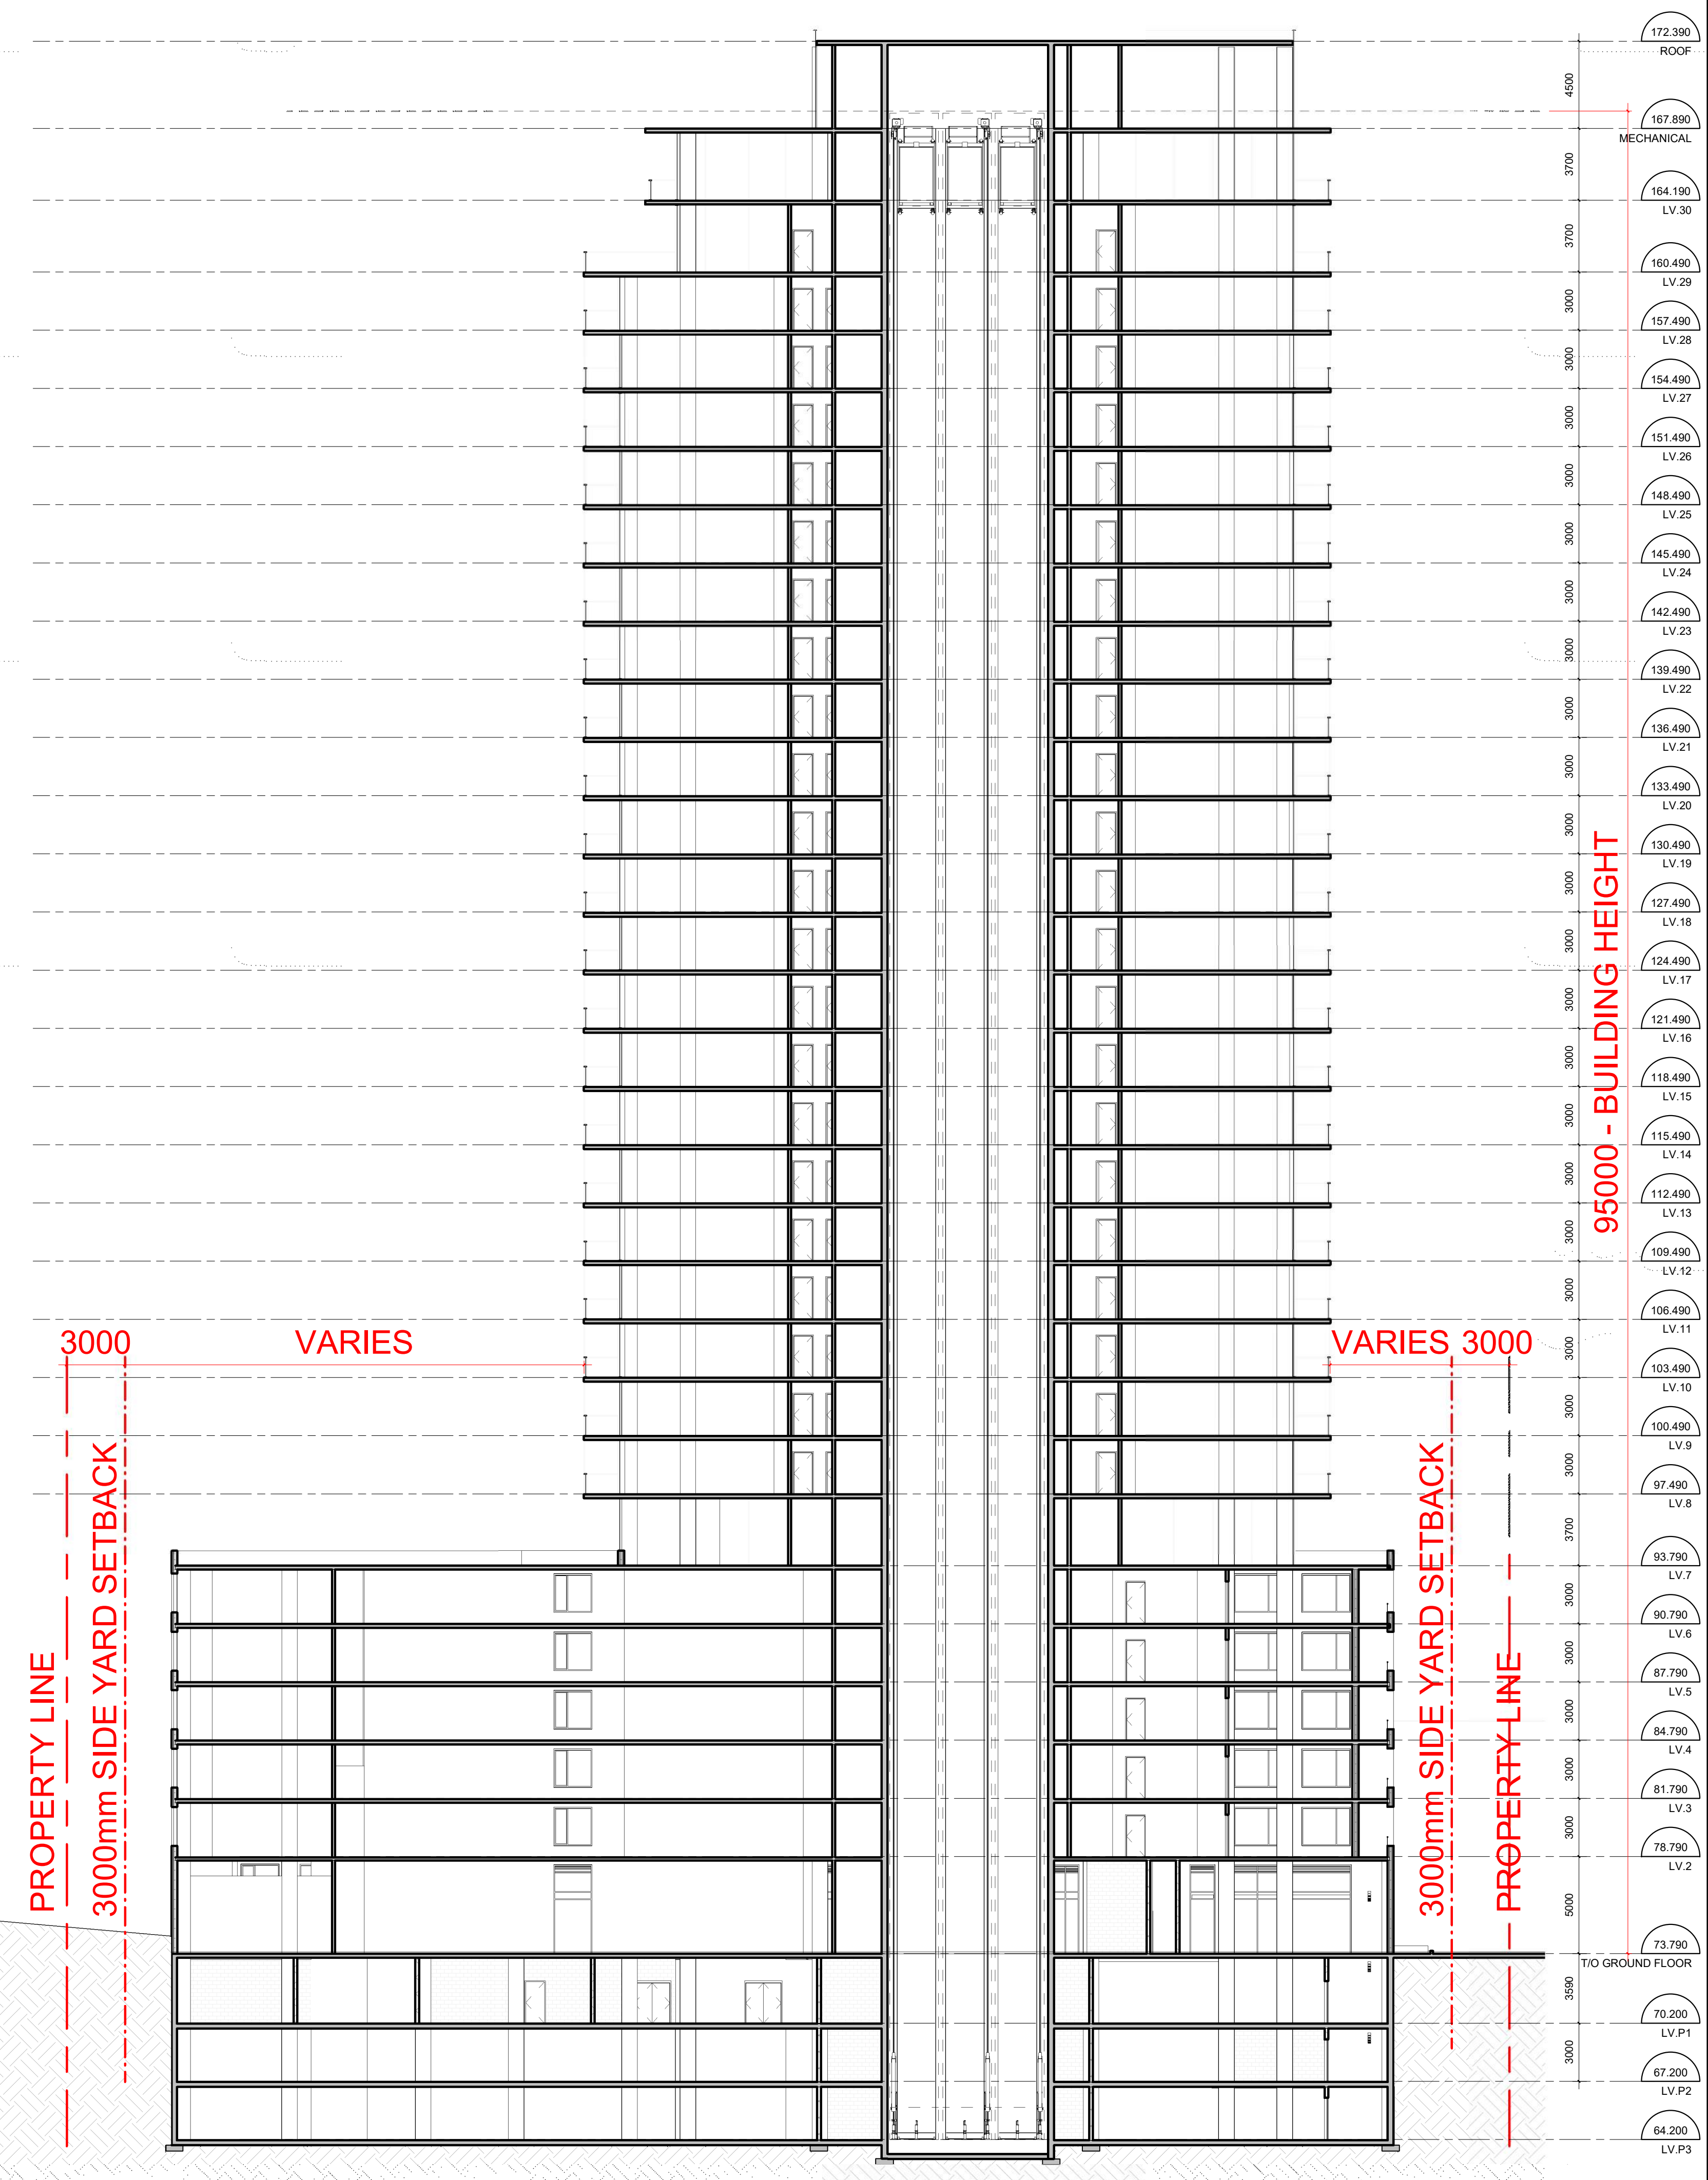 172.390
ROOF
4500
167.890
MECHANICAL
3700
164.190
LV.30
3700
160.490
LV.29
3000
157.490
LV.28
3000
154.490
LV.27
3000
151.490
LV.26
3000
148.490
LV.25
3000
145.490
LV.24
3000
142.490
LV.23
3000
139.490
LV.22
3000
136.490
LV.21
3000
133.490
LV.20
3000
130.490
LV.19
3000
127.490
LV.18
3000
124.490
LV.17
3000
121.490
LV.16
3000
118.490
LV.15
3000
115.490
LV.14
3000
112.490
LV.13
3000
109.490
LV.12
3000
106.490
LV.11
3000
103.490
LV.10
3000
100.490
LV.9
3000
97.490
LV.8
3700
93.790
LV.7
3000
90.790
LV.6
3000
87.790
LV.5
3000
84.790
LV.4
3000
81.790
LV.3
3000
78.790
LV.2
5000
73.790
T/O GROUND FLOOR
3590
70.200
LV.P1
3000
67.200
LV.P2
64.200
LV.P3
95000 - BUILDING HEIGHT
3000 VARIES
VARIES 3000
PROPERTY LINE
3000mm SIDE YARD SETBACK
3000mm SIDE YARD SETBACK
PROPERTY LINE